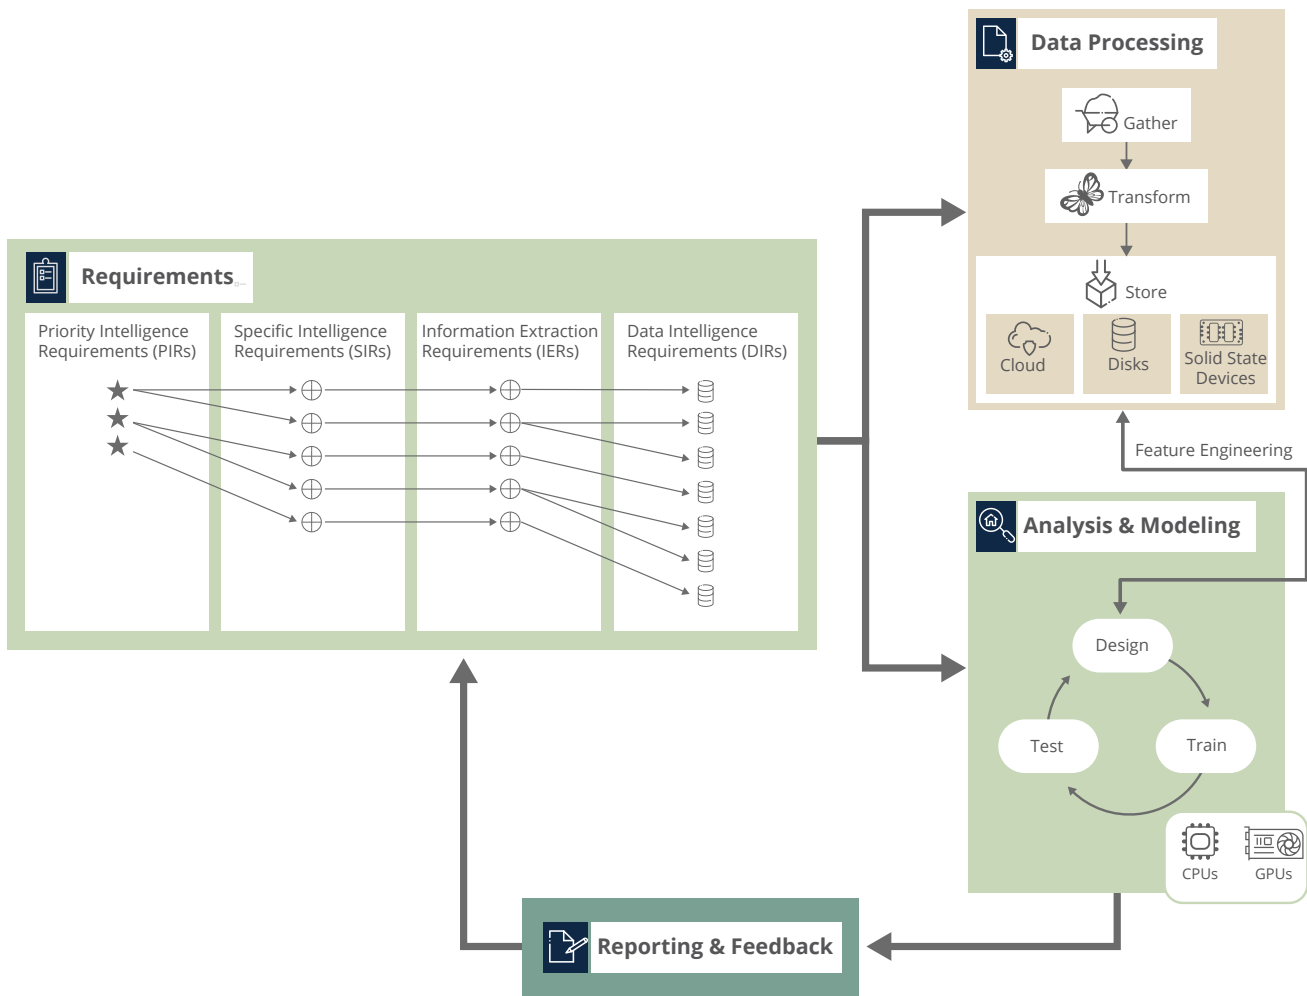 Data Processing
Gather
Transform
Store
Cloud
Disks
Solid State
Devices
Requirements
Priority Intelligence
Requirements (PIRs)
Specific Intelligence
Requirements (SIRs)
Information Extraction
Requirements (IERs)
Data Intelligence
Requirements (DIRs)
Feature Engineering
Analysis & Modeling
Design
Test
Train
CPUs
GPUs
Reporting & Feedback